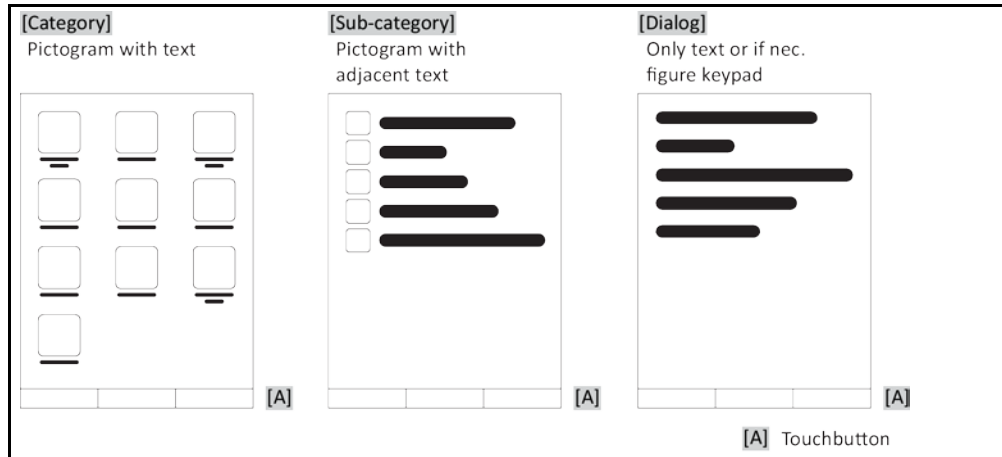 [Category]
Pictogram with text
[Sub-category]
Pictogram with
adjacent text
[Dialog]
Only text or if nec.
figure keypad
[A]
[A]
[A]
[A] Touchbutton